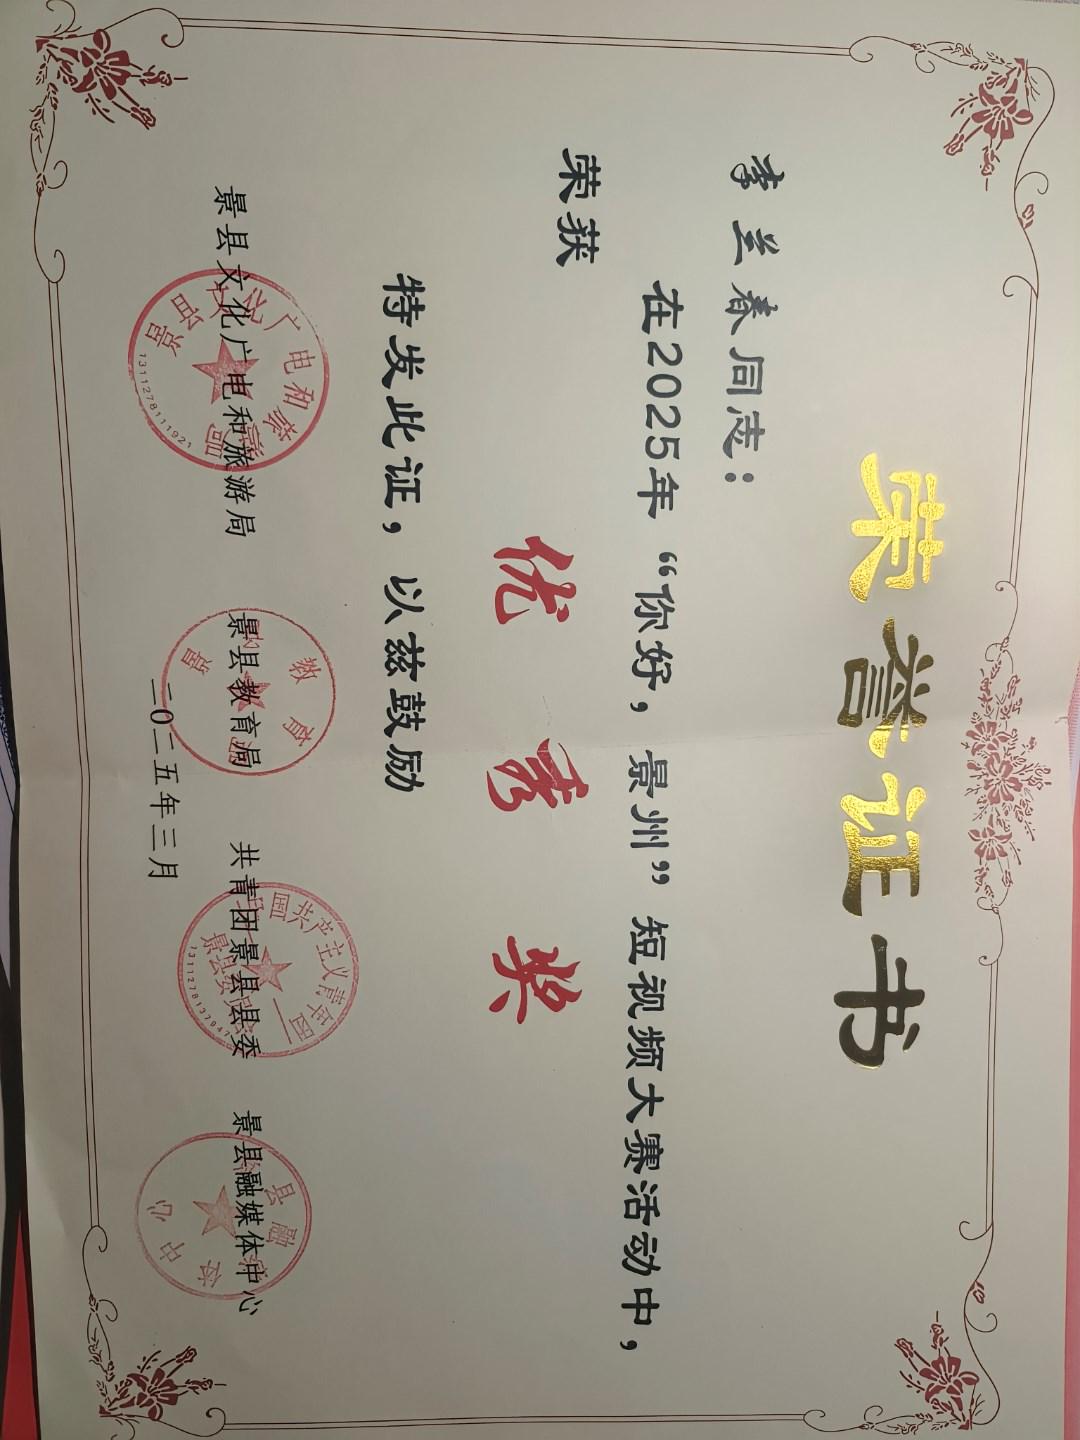 荣誉证书
李兰春同志：
在2025年“你好，景州”短视频大赛活动中，
荣获
优秀奖
特发此证，以兹鼓励
景县文化广电和旅游局 景县教育局 共青团景县县委 景县融媒体中心
二〇二五年三月
1311278111921